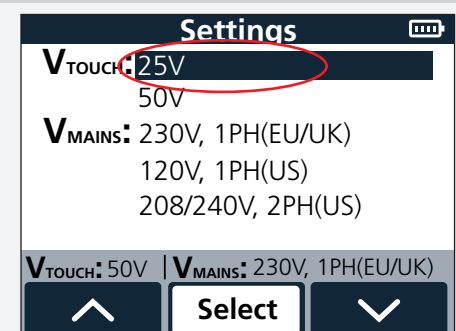 Settings
VTOUCH: 25V
50V
VMAINS: 230V, 1PH(EU/UK)
120V, 1PH(US)
208/240V, 2PH(US)
VTOUCH: 50V | VMAINS: 230V, 1PH(EU/UK)
Select